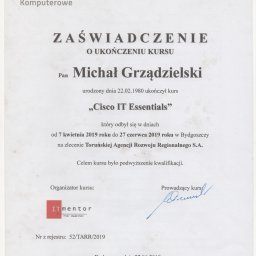 Komputerowe
ZAŚWIADCZENIE
O UKOŃCZENIU KURSU
Pan Michał Grządzielski
urodzony dnia 22.02.1980 ukończył kurs
„Cisco IT Essentials”
który odbył się w dniach
od 7 kwietnia 2019 roku do 27 czerwca 2019 roku w Bydgoszczy
na zlecenie Toruńskiej Agencji Rozwoju Regionalnego S.A.
Celem kursu było podwyższenie kwalifikacji.
Organizator kursu: Prowadzący kurs:
itmentor
Nr z rejestru: 52/TARR/2019